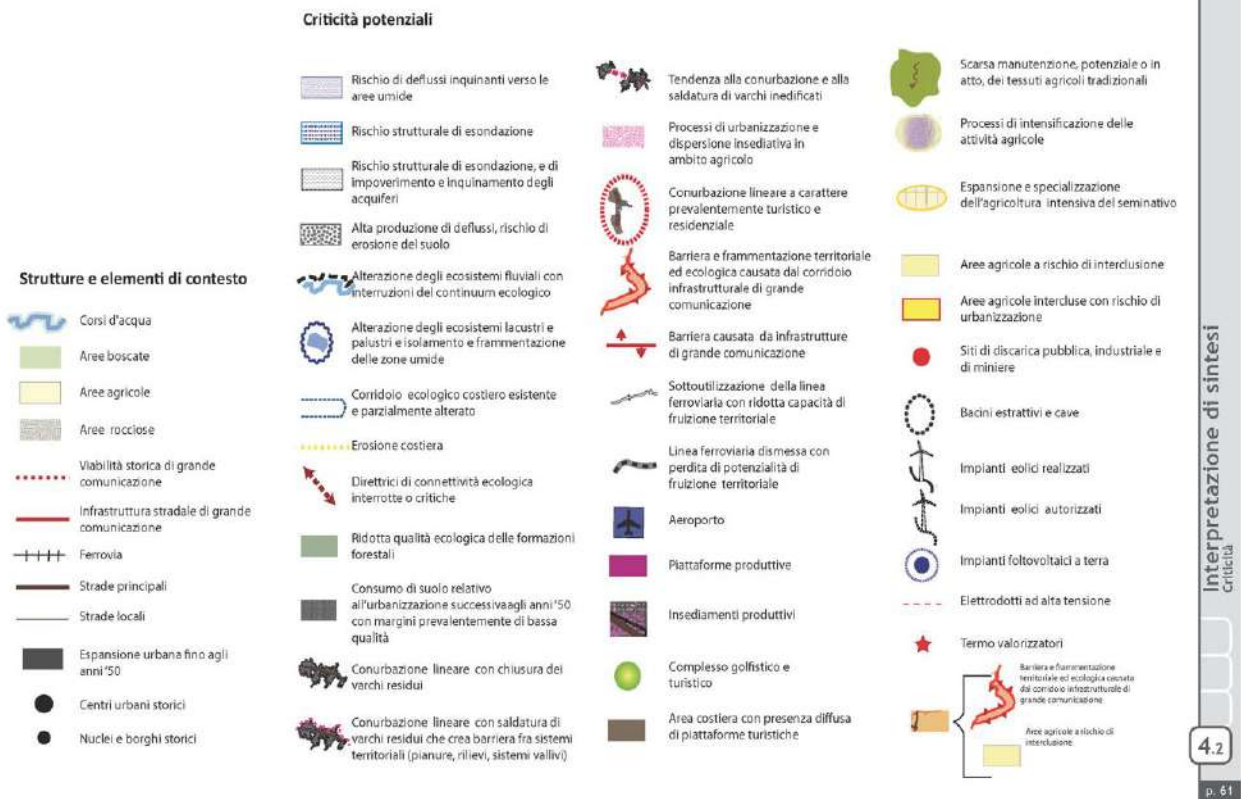 Criticità potenziali
Strutture e elementi di contesto
Corsi d'acqua
Aree boscate
Aree agricole
Aree rocciose
Viabilità storica di grande
comunicazione
Infrastruttura stradale di grande
comunicazione
Ferrovia
Strade principali
Strade locali
Espansione urbana fino agli
anni '50
Centri urbani storici
Nuclei e borghi storici
Rischio di deflussi inquinanti verso le
aree umide
Rischio strutturale di esondazione
Rischio strutturale di esondazione, e di
impoverimento e inquinamento degli
acquiferi
Alta produzione di deflussi, rischio di
erosione del suolo
Alterazione degli ecosistemi fluviali con
interruzioni del continuum ecologico
Alterazione degli ecosistemi lacustri e
palustri e isolamento e frammentazione
delle zone umide
Corridoio ecologico costiero esistente
e parzialmente alterato
Erosione costiera
Direttrici di connettività ecologica
interrotte o critiche
Ridotta qualità ecologica delle formazioni
forestali
Consumo di suolo relativo
all'urbanizzazione successivaagli anni '50
con margini prevalentemente di bassa
qualità
Conurbazione lineare con chiusura dei
varchi residui
Conurbazione lineare con saldatura di
varchi residui che crea barriera fra sistemi
territoriali (pianure, rilievi, sistemi vallivi)
Tendenza alla conurbazione e alla
saldatura di varchi inedificati
Processi di urbanizzazione e
dispersione insediativa in
ambito agricolo
Conurbazione lineare a carattere
prevalentemente turistico e
residenziale
Barriera e frammentazione territoriale
ed ecologica causata dal corridoio
infrastrutturale di grande
comunicazione
Barriera causata da infrastrutture
di grande comunicazione
Sottoutilizzazione della linea
ferroviaria con ridotta capacità di
fruizione territoriale
Linea ferroviaria dismessa con
perdita di potenzialità di
fruizione territoriale
Aeroporto
Piattaforme produttive
Insediamenti produttivi
Complesso golfistico e
turistico
Area costiera con presenza diffusa
di piattaforme turistiche
Scarsa manutenzione, potenziale o in
atto, dei tessuti agricoli tradizionali
Processi di intensificazione delle
attività agricole
Espansione e specializzazione
dell'agricoltura intensiva del seminativo
Aree agricole a rischio di interclusione
Aree agricole intercluse con rischio di
urbanizzazione
Siti di discarica pubblica, industriale e
di miniere
Bacini estrattivi e cave
Impianti eolici realizzati
Impianti eolici autorizzati
Impianti foltovoltaici a terra
Elettrodotti ad alta tensione
Termo valorizzatori
Barriera e frammentazione
territoriale ed ecologica causata
dal corridoio infrastrutturale di
grande comunicazione
Aree agricole a rischio di
interclusione
Interpretazione di sintesi
Criticità
4.2
p. 61